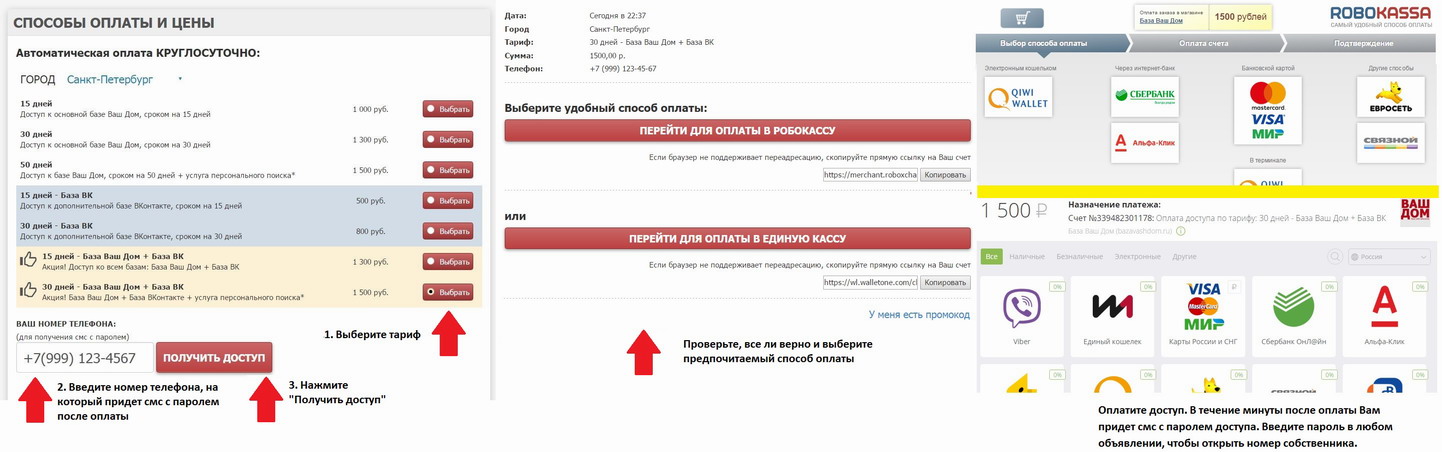 СПОСОБЫ ОПЛАТЫ И ЦЕНЫ
Автоматическая оплата КРУГЛОСУТОЧНО:
ГОРОД Санкт-Петербург
15 дней
Доступ к основной базе Ваш Дом, сроком на 15 дней
1 000 руб.
Выбрать
30 дней
Доступ к основной базе Ваш Дом, сроком на 30 дней
1 300 руб.
Выбрать
50 дней
Доступ к базе Ваш Дом, сроком на 50 дней + услуга персонального поиска*
1 500 руб.
Выбрать
15 дней - База ВК
Доступ к дополнительной базе ВКонтакте, сроком на 15 дней
500 руб.
Выбрать
30 дней - База ВК
Доступ к дополнительной базе ВКонтакте, сроком на 30 дней
800 руб.
Выбрать
15 дней - База Ваш Дом + База ВК
Акция! Доступ ко всем базам: База Ваш Дом + База ВК
1 300 руб.
Выбрать
30 дней - База Ваш Дом + База ВК
Акция! База Ваш Дом + База ВКонтакте + услуга персонального поиска*
1 500 руб.
Выбрать
ВАШ НОМЕР ТЕЛЕФОНА:
(для получения смс с паролем)
+7(999) 123-4567
ПОЛУЧИТЬ ДОСТУП
1. Выберите тариф
2. Введите номер телефона, на
который придет смс с паролем
после оплаты
3. Нажмите
"Получить доступ"
Дата: Сегодня в 22:37
Город Санкт-Петербург
Тариф: 30 дней - База Ваш Дом + База ВК
Сумма: 1500,00 р.
Телефон: +7 (999) 123-45-67
Выберите удобный способ оплаты:
ПЕРЕЙТИ ДЛЯ ОПЛАТЫ В РОБОКАССУ
Если браузер не поддерживает переадресацию, скопируйте прямую ссылку на Ваш счет
https://merchant.roboxcha Копировать
или
ПЕРЕЙТИ ДЛЯ ОПЛАТЫ В ЕДИНУЮ КАССУ
Если браузер не поддерживает переадресацию, скопируйте прямую ссылку на Ваш счет
https://wl.walletone.com/cl Копировать
У меня есть промокод
Проверьте, все ли верно и выберите
предпочитаемый способ оплаты
Оплата заказа в магазине
База Ваш Дом
1500 рублей
ROBOKASSA
САМЫЙ УДОБНЫЙ СПОСОБ ОПЛАТЫ
Выбор способа оплаты
Оплата счета
Подтверждение
Электронным кошельком
Через интернет-банк
Банковской картой
Другие способы
QIWI
WALLET
СБЕРБАНК
Альфа-Клик
mastercard
VISA
МИР
ЕВРОСЕТЬ
СВЯЗНОЙ
В терминале
QIWI
1 500 ₽
Назначение платежа:
Счет №339482301178: Оплата доступа по тарифу: 30 дней - База Ваш Дом + База ВК
База Ваш Дом (bazavashdom.ru)
ВАШ
ДОМ
Все Наличные Безналичные Электронные Другие
Россия
0%
Viber
0%
Единый кошелек
VISA
MasterCard
МИР
₽
Карты России и СНГ
0%
Сбербанк ОнЛ@йн
0%
Альфа-Клик
0%
0%
0%
0%
СВЯЗНОЙ
0%
Оплатите доступ. В течение минуты после оплаты Вам
придет смс с паролем доступа. Введите пароль в любом
объявлении, чтобы открыть номер собственника.